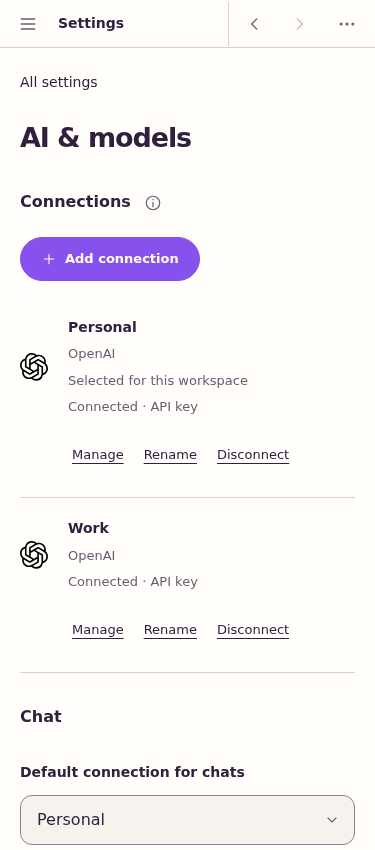 Settings
All settings
AI & models
Connections
Add connection
Personal
OpenAI
Selected for this workspace
Connected · API key
Manage Rename Disconnect
Work
OpenAI
Connected · API key
Manage Rename Disconnect
Chat
Default connection for chats
Personal